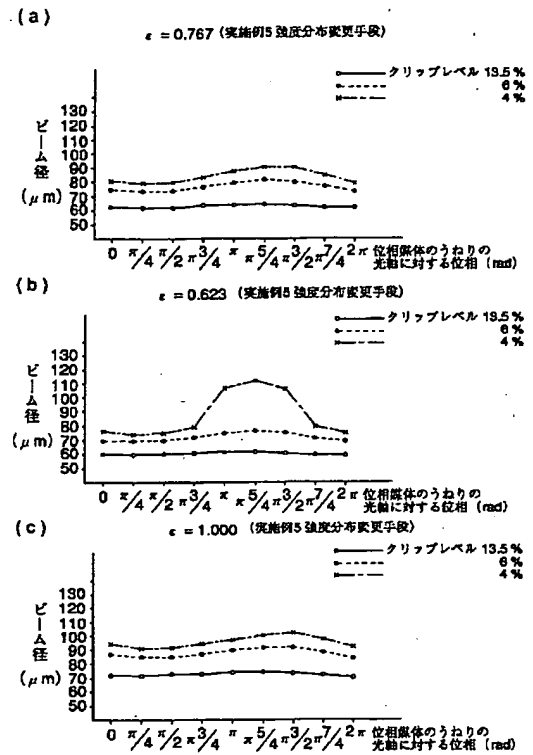 (a)
ε = 0.767 (実施例5 強度分布変更手段)
クリップレベル 13.5%
6%
4%
130
120
110
100
90
80
70
60
50
ビーム径
(μm)
0 π/4 π/2 π3/4 π π5/4 π3/2 π7/4 2π
位相媒体のうねりの
光軸に対する位相 (rad)
(b)
ε = 0.623 (実施例5 強度分布変更手段)
クリップレベル 13.5%
6%
4%
130
120
110
100
90
80
70
60
50
ビーム径
(μm)
0 π/4 π/2 π3/4 π π5/4 π3/2 π7/4 2π
位相媒体のうねりの
光軸に対する位相 (rad)
(c)
ε = 1.000 (実施例5 強度分布変更手段)
クリップレベル 13.5%
6%
4%
130
120
110
100
90
80
70
60
50
ビーム径
(μm)
0 π/4 π/2 π3/4 π π5/4 π3/2 π7/4 2π
位相媒体のうねりの
光軸に対する位相 (rad)